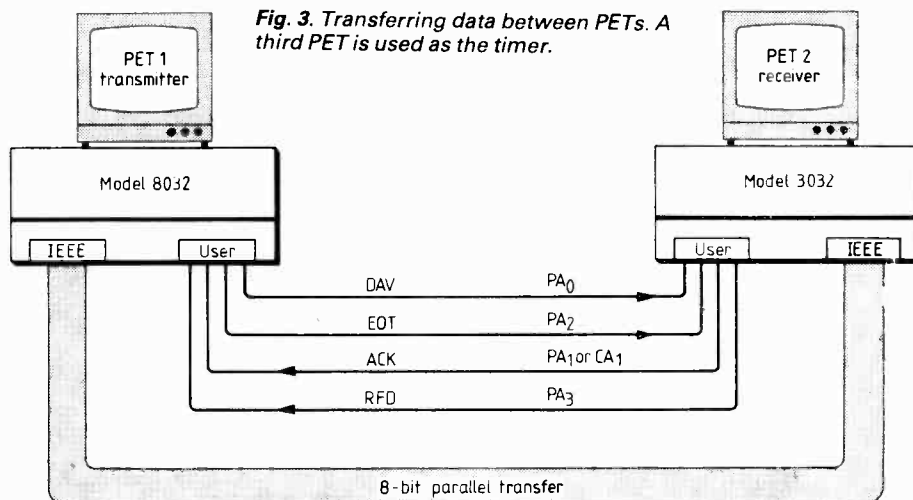 Fig. 3. Transferring data between PETs. A
third PET is used as the timer.
PET 1
transmitter
PET 2
receiver
Model 8032
Model 3032
IEEE
User
User
IEEE
DAV
PA0
EOT
PA2
ACK
PA1 or CA1
RFD
PA3
8-bit parallel transfer